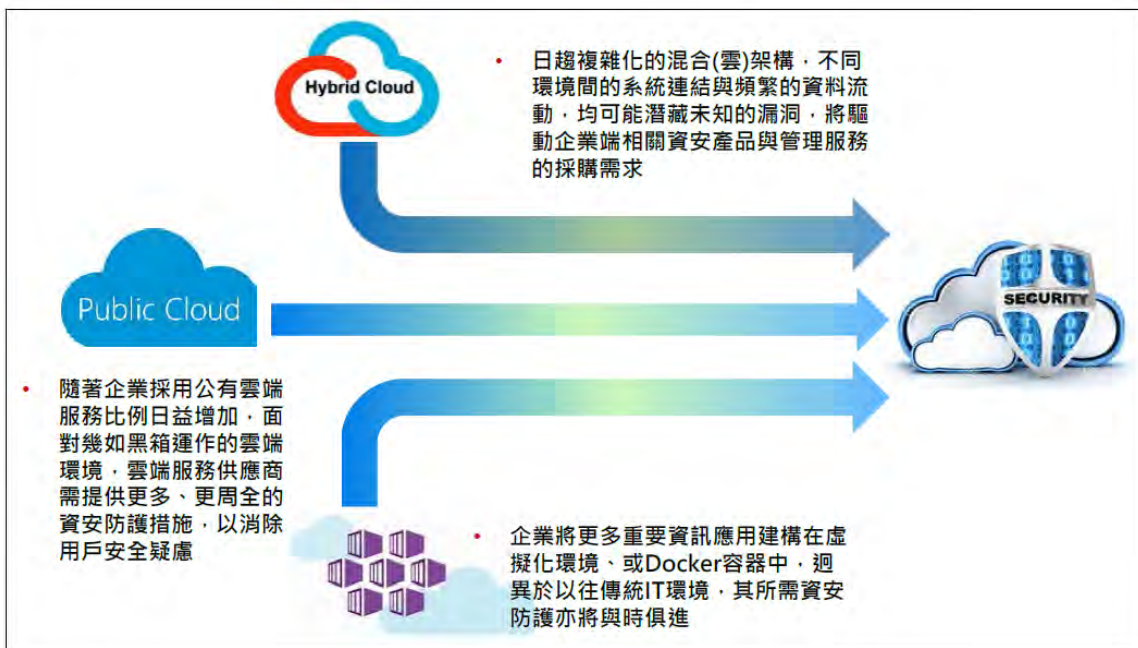 Hybrid Cloud
• 日趨複雜化的混合(雲)架構，不同
環境間的系統連結與頻繁的資料流
動，均可能潛藏未知的漏洞，將驅
動企業端相關資安產品與管理服務
的採購需求
Public Cloud
SECURITY
• 隨著企業採用公有雲端
服務比例日益增加，面
對幾如黑箱運作的雲端
環境，雲端服務供應商
需提供更多、更周全的
資安防護措施，以消除
用戶安全疑慮
• 企業將更多重要資訊應用建構在虛
擬化環境、或Docker容器中，迥
異於以往傳統IT環境，其所需資安
防護亦將與時俱進